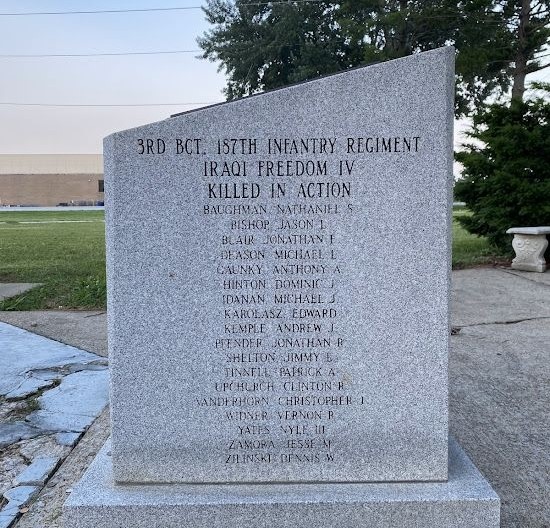 3RD BCT, 187TH INFANTRY REGIMENT
IRAQI FREEDOM IV
KILLED IN ACTION
BAUGHMAN NATHANIEL S
BISHOP JASON L
BLAIR JONATHAN F
DEASON MICHAEL L
GAUNKY ANTHONY A
HINTON DOMINIC J
IDANAN MICHAEL J
KAROLASZ EDWARD
KEMPLE ANDREW J
PFENDER JONATHAN R
SHELTON JIMMY E
TINNELL PATRICK A
UPCHURCH CLINTON R
VANDERHORN CHRISTOPHER J
WIDNER VERNON R
YATES NYLE III
ZAMORA JESSE M
ZILINSKI DENNIS W